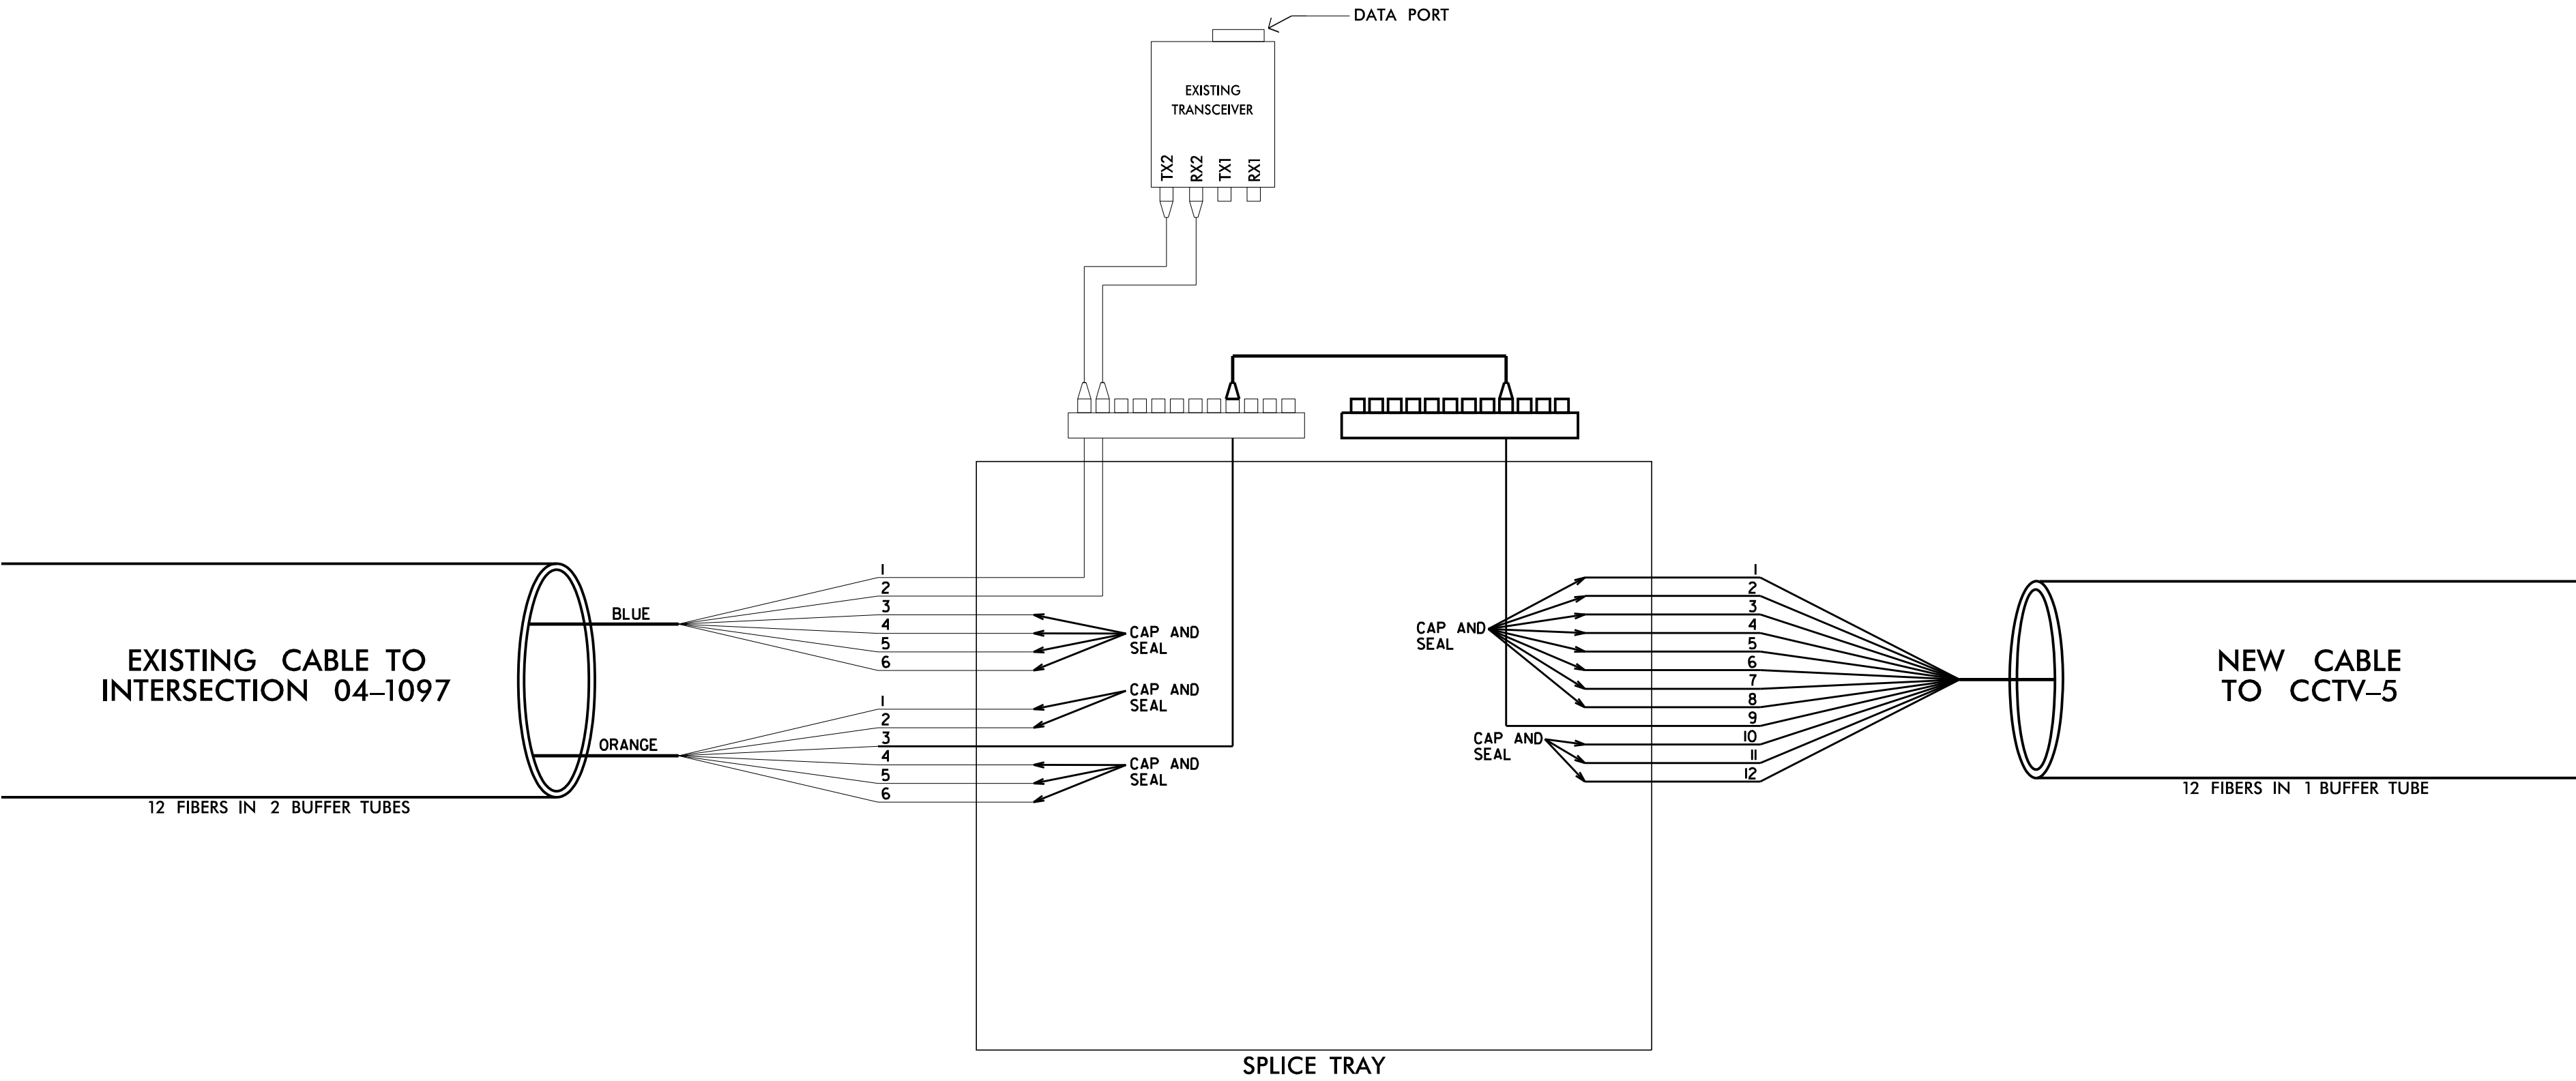 DATA PORT
EXISTING
TRANSCEIVER
TX2
RX2
TX1
RX1
BLUE
1
2
3
4
5
6
CAP AND
SEAL
EXISTING CABLE TO
INTERSECTION 04-1097
ORANGE
1
2
3
4
5
6
CAP AND
SEAL
CAP AND
SEAL
12 FIBERS IN 2 BUFFER TUBES
CAP AND
SEAL
CAP AND
SEAL
1
2
3
4
5
6
7
8
9
10
11
12
NEW CABLE
TO CCTV-5
12 FIBERS IN 1 BUFFER TUBE
SPLICE TRAY